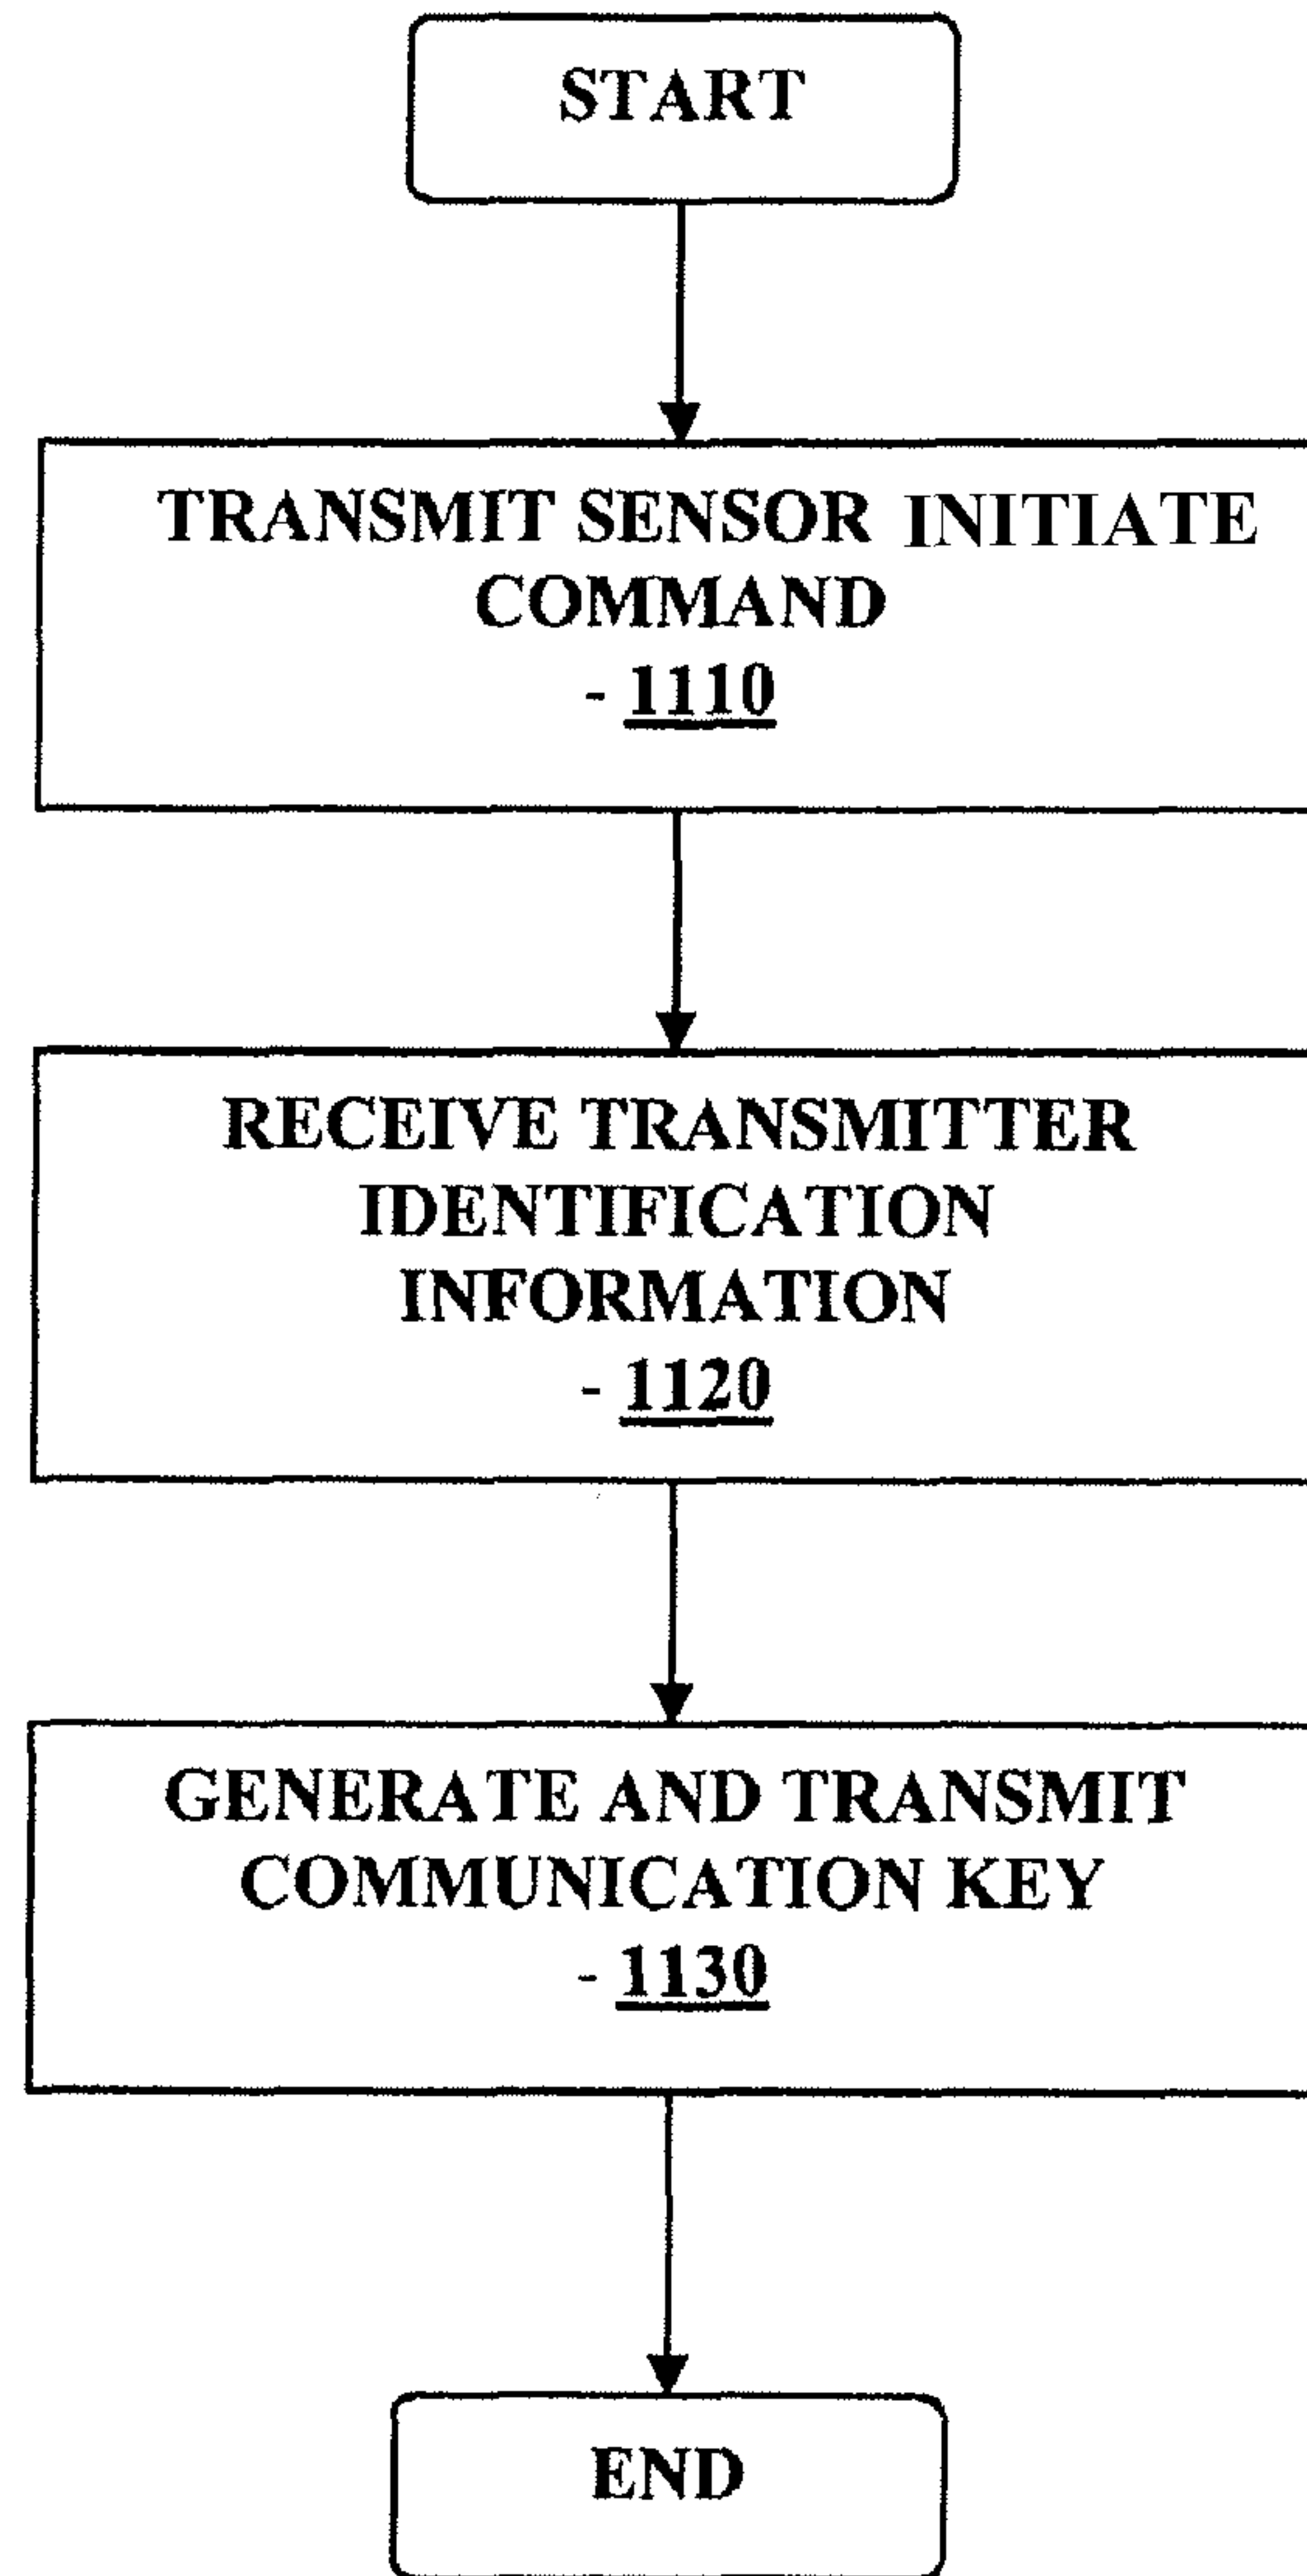 START
TRANSMIT SENSOR INITIATE
COMMAND
- 1110
RECEIVE TRANSMITTER
IDENTIFICATION
INFORMATION
- 1120
GENERATE AND TRANSMIT
COMMUNICATION KEY
- 1130
END